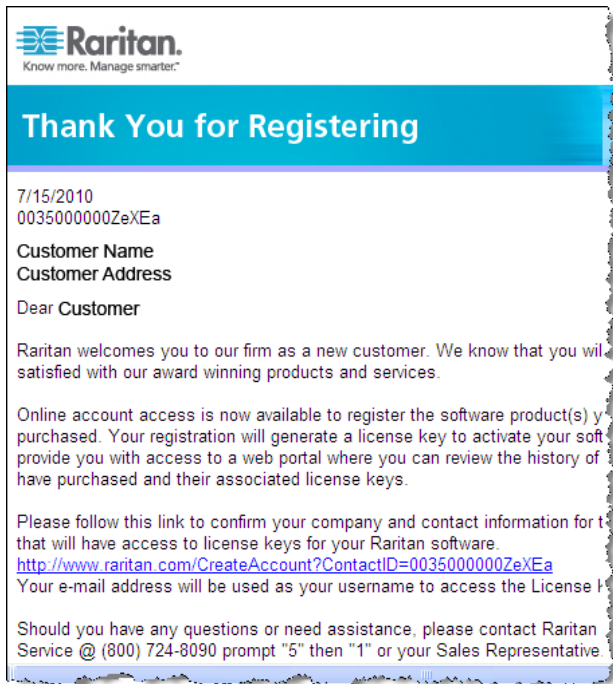 Raritan.
Know more. Manage smarter.™
Thank You for Registering
7/15/2010
0035000000ZeXEa
Customer Name
Customer Address
Dear Customer
Raritan welcomes you to our firm as a new customer. We know that you wil
satisfied with our award winning products and services.
Online account access is now available to register the software product(s) y
purchased. Your registration will generate a license key to activate your soft
provide you with access to a web portal where you can review the history of
have purchased and their associated license keys.
Please follow this link to confirm your company and contact information for t
that will have access to license keys for your Raritan software.
http://www.raritan.com/CreateAccount?ContactID=0035000000ZeXEa
Your e-mail address will be used as your username to access the License
Should you have any questions or need assistance, please contact Raritan
Service @ (800) 724-8090 prompt "5" then "1" or your Sales Representative.